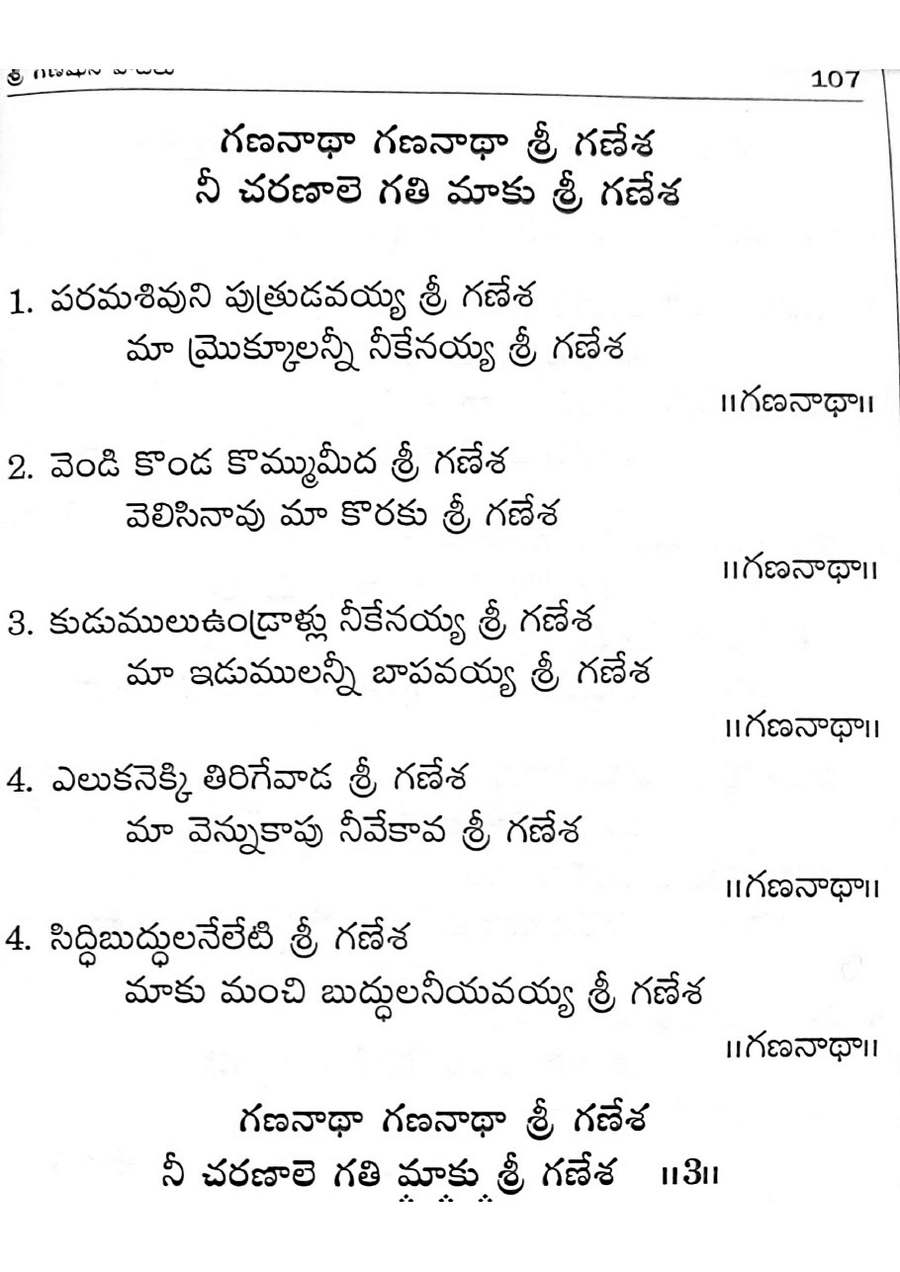 107
గణనాథా గణనాథా శ్రీ గణేశ
నీ చరణాలె గతి మాకు శ్రీ గణేశ
1. పరమశివుని పుత్రుడవయ్య శ్రీ గణేశ
మా మ్రొక్కూలన్నీ నీకేనయ్య శ్రీ గణేశ
॥గణనాథా॥
2. వెండి కొండ కొమ్ముమీద శ్రీ గణేశ
వెలిసినావు మా కొరకు శ్రీ గణేశ
॥గణనాథా॥
3. కుడుములుఉండ్రాళ్లు నీకేనయ్య శ్రీ గణేశ
మా ఇడుములన్నీ బాపవయ్య శ్రీ గణేశ
॥గణనాథా॥
4. ఎలుకనెక్కి తిరిగేవాడ శ్రీ గణేశ
మా వెన్నుకాపు నీవేకావ శ్రీ గణేశ
॥గణనాథా॥
4. సిద్ధిబుద్ధులనేలేటి శ్రీ గణేశ
మాకు మంచి బుద్ధులనీయవయ్య శ్రీ గణేశ
॥గణనాథా॥
గణనాథా గణనాథా శ్రీ గణేశ
నీ చరణాలె గతి మాకు శ్రీ గణేశ ॥3॥